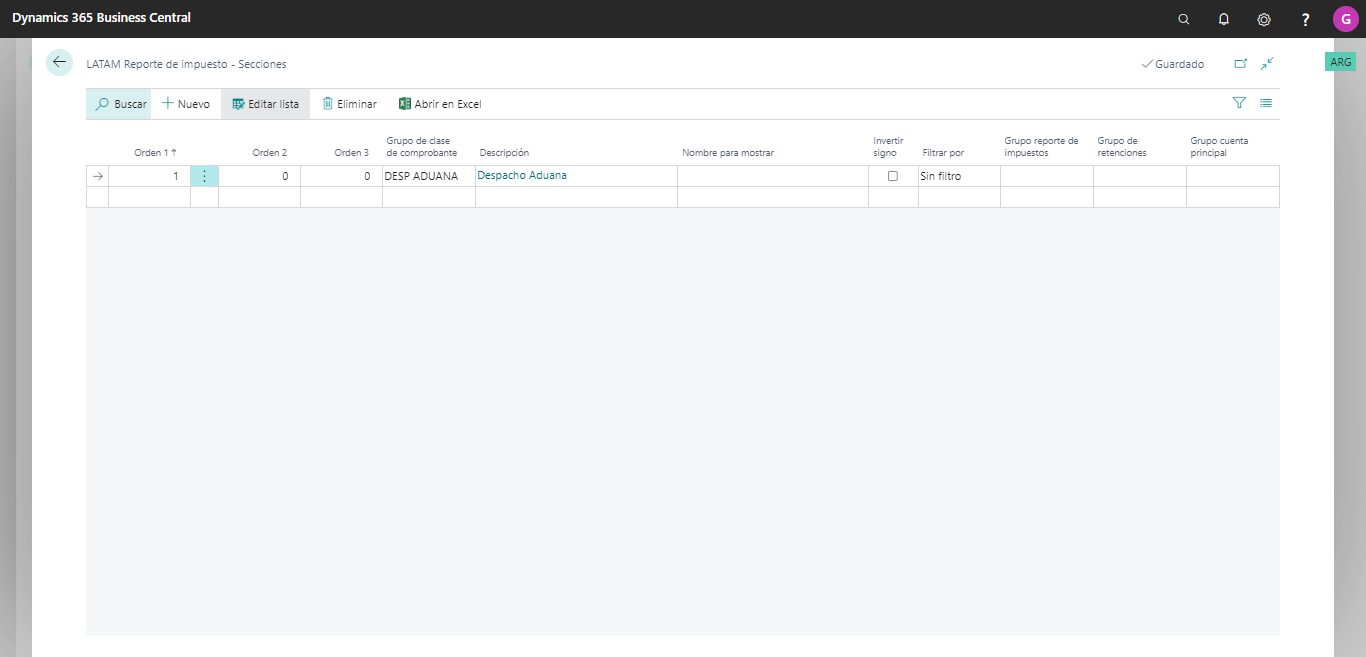 Dynamics 365 Business Central
? G
LATAM Reporte de impuesto - Secciones
Guardado
ARG
Buscar Nuevo Editar lista Eliminar Abrir en Excel
Orden 1 ↑ Orden 2 Orden 3 Grupo de clase de comprobante Descripción Nombre para mostrar Invertir signo Filtrar por Grupo reporte de impuestos Grupo de retenciones Grupo cuenta principal
1 0 0 DESP ADUANA Despacho Aduana Sin filtro